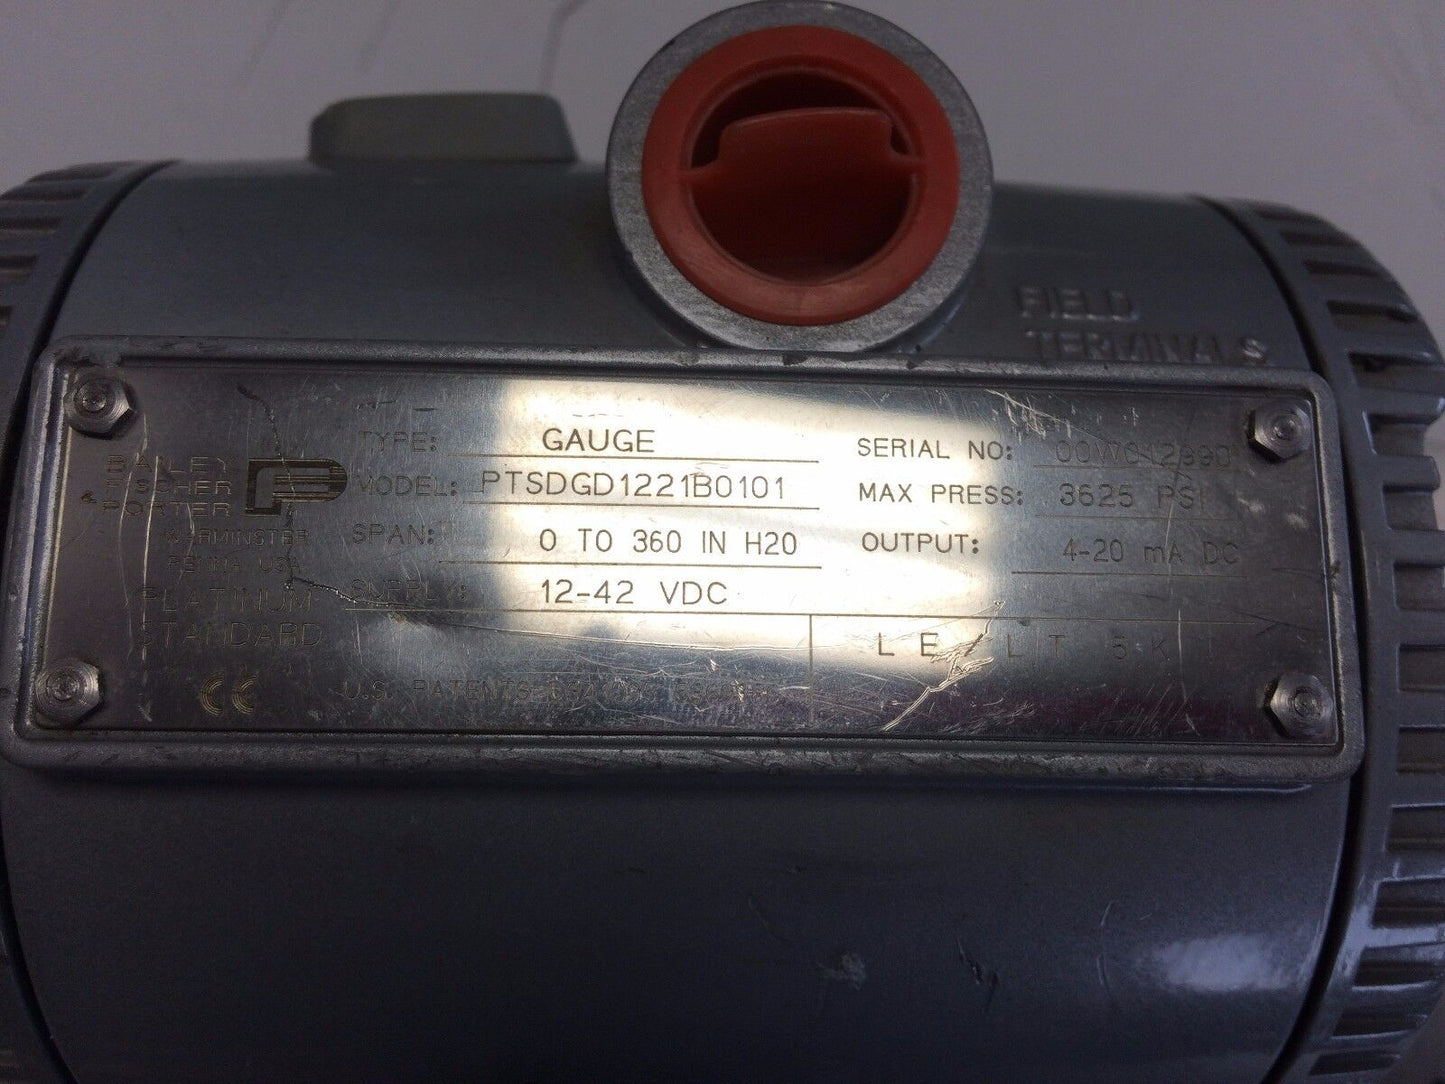 FIELD
TERMINALS
TYPE: GAUGE
SERIAL NO:
BAILEY
FISCHER
& PORTER
MODEL: PTSDGD1221B0101
MAX PRESS: 3625 PSI
WARMINSTER
PENNA USA
SPAN: 0 TO 360 IN H20
OUTPUT: 4-20 mA DC
PLATINUM
STANDARD
SUPPLY: 12-42 VDC
CE
U.S. PATENTS